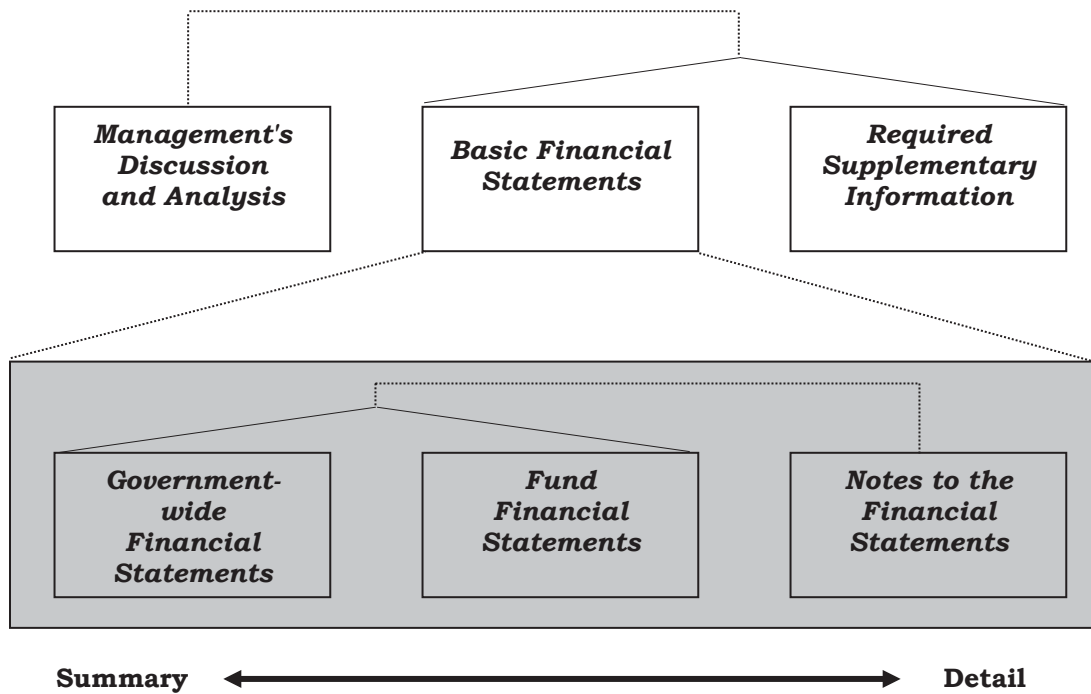 Management's
Discussion
and Analysis
Basic Financial
Statements
Required
Supplementary
Information
Government-
wide
Financial
Statements
Fund
Financial
Statements
Notes to the
Financial
Statements
Summary
Detail